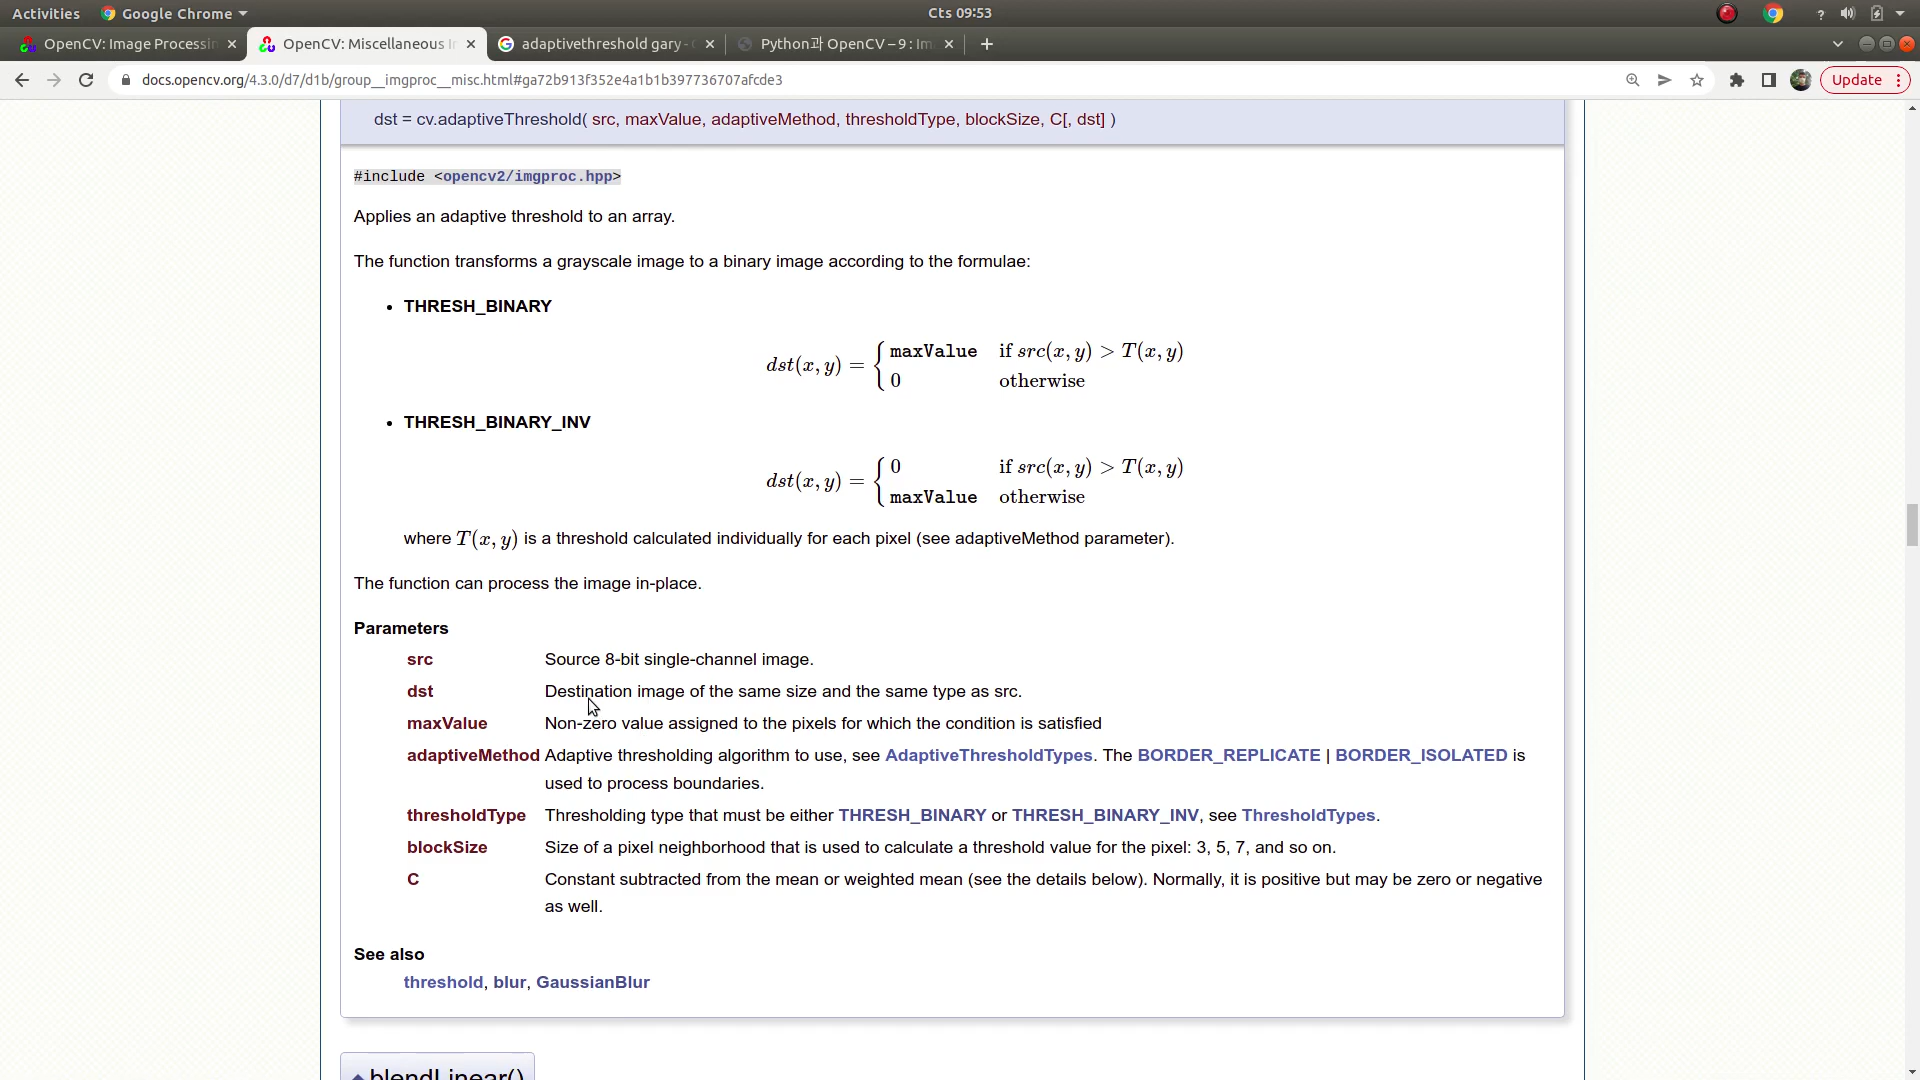 Activities Google Chrome Cts 09:53 ?
OpenCV: Image Processin OpenCV: Miscellaneous Im adaptivethreshold gary - Python과 OpenCV – 9 : Im
docs.opencv.org/4.3.0/d7/d1b/group__imgproc__misc.html#ga72b913f352e4a1b1b397736707afcde3 Update
dst = cv.adaptiveThreshold( src, maxValue, adaptiveMethod, thresholdType, blockSize, C[, dst] )
#include <opencv2/imgproc.hpp>
Applies an adaptive threshold to an array.
The function transforms a grayscale image to a binary image according to the formulae:
• THRESH_BINARY
dst(x, y) = { maxValue if src(x, y) > T(x, y)
0 otherwise
• THRESH_BINARY_INV
dst(x, y) = { 0 if src(x, y) > T(x, y)
maxValue otherwise
where T(x, y) is a threshold calculated individually for each pixel (see adaptiveMethod parameter).
The function can process the image in-place.
Parameters
src Source 8-bit single-channel image.
dst Destination image of the same size and the same type as src.
maxValue Non-zero value assigned to the pixels for which the condition is satisfied
adaptiveMethod Adaptive thresholding algorithm to use, see AdaptiveThresholdTypes. The BORDER_REPLICATE | BORDER_ISOLATED is
used to process boundaries.
thresholdType Thresholding type that must be either THRESH_BINARY or THRESH_BINARY_INV, see ThresholdTypes.
blockSize Size of a pixel neighborhood that is used to calculate a threshold value for the pixel: 3, 5, 7, and so on.
C Constant subtracted from the mean or weighted mean (see the details below). Normally, it is positive but may be zero or negative
as well.
See also
threshold, blur, GaussianBlur
blendLinear()